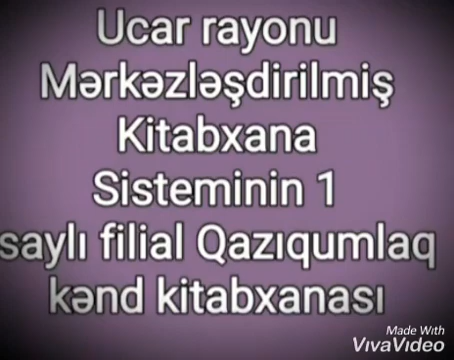 Ucar rayonu
Mərkəzləşdirilmiş
Kitabxana
Sisteminin 1
saylı filial Qazıqumlaq
kənd kitabxanası
Made With
VivaVideo